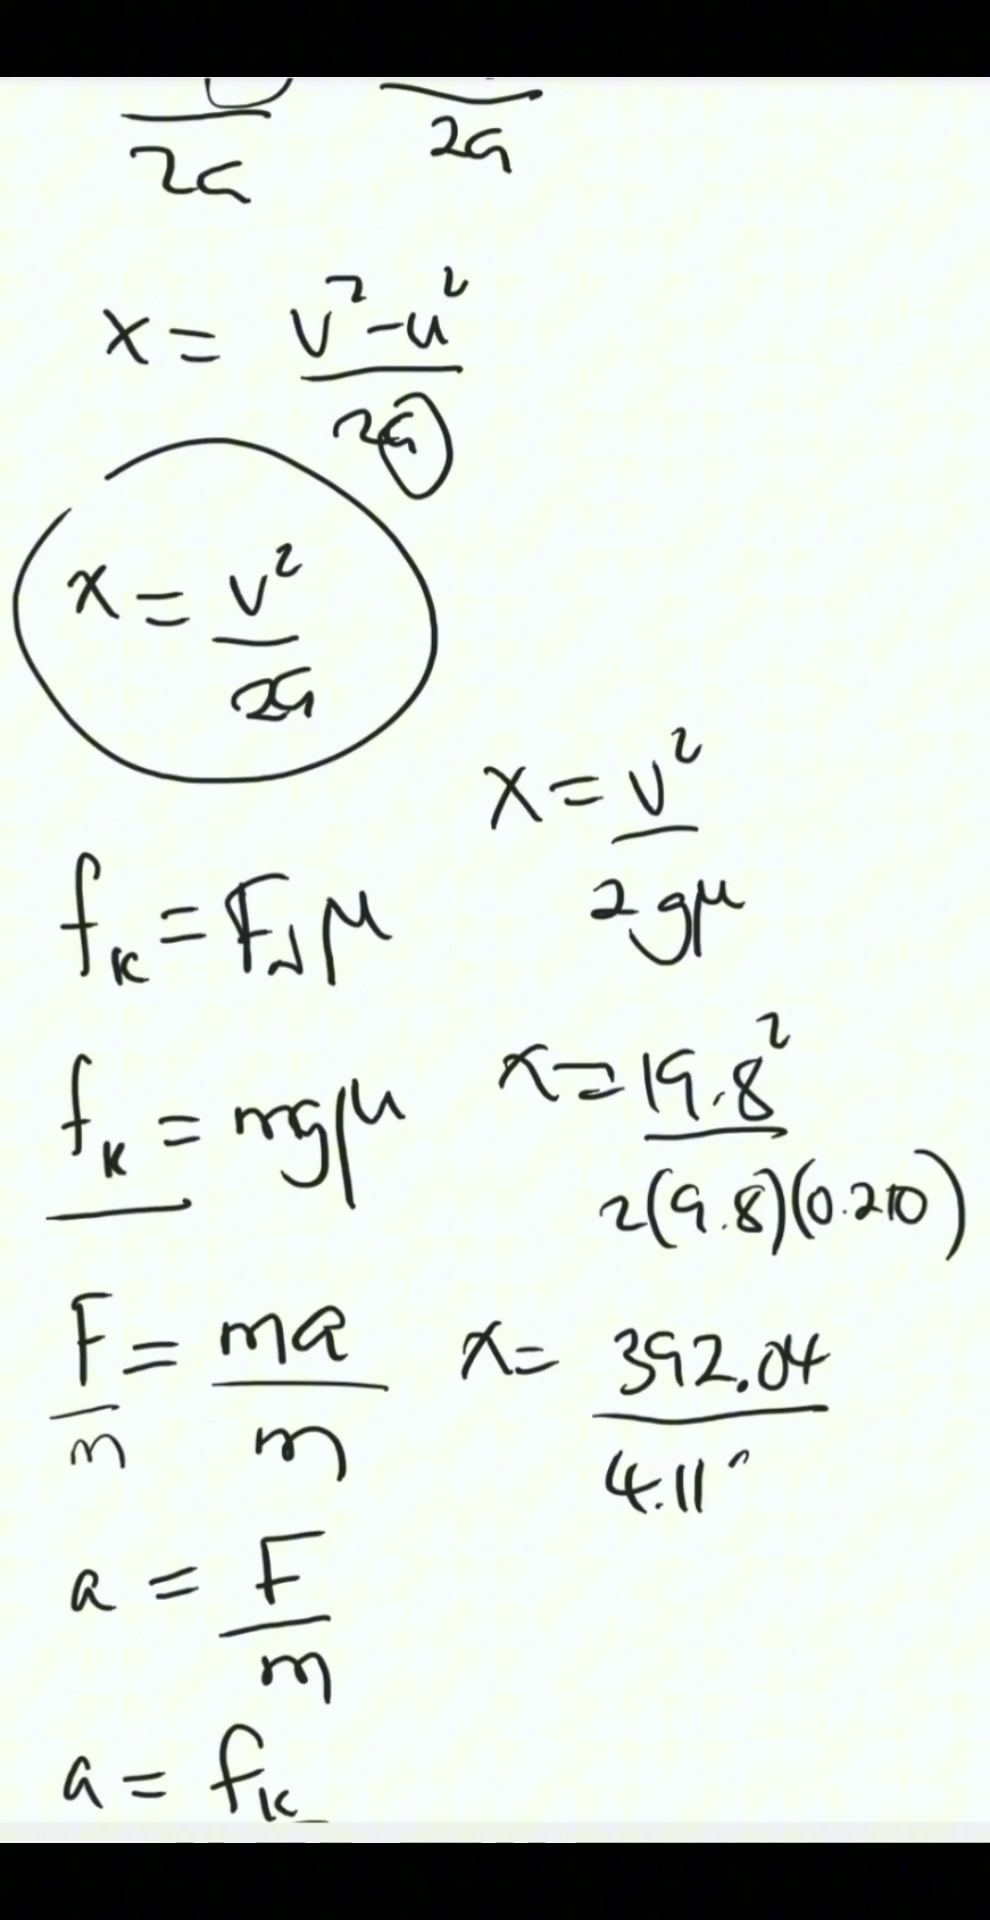 2a 2a
x = v² - u²
2a
x = v²
2a
f_k = F_N μ
f_k = mgμ
F = ma
m m
a = F
m
a = f_k
x = v²
2gμ
x = 19.8²
2(9.8)(0.210)
x = 392.04
4.11